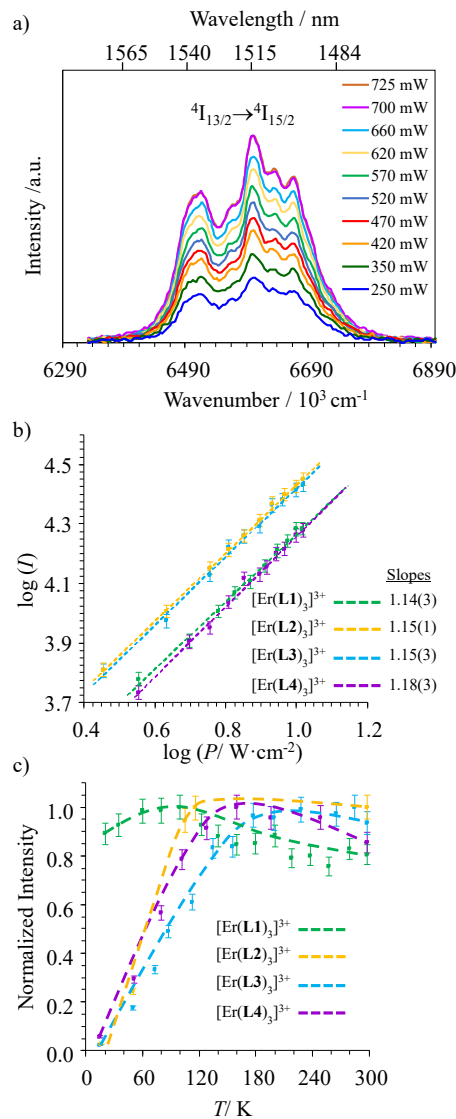 a)
Wavelength / nm
1565 1540 1515 1484
⁴I₁₃/₂→⁴I₁₅/₂
725 mW
700 mW
660 mW
620 mW
570 mW
520 mW
470 mW
420 mW
350 mW
250 mW
Intensity /a.u.
6290 6490 6690 6890
Wavenumber / 10³ cm⁻¹
b)
4.5
4.3
4.1
3.9
3.7
log (I)
Slopes
[Er(L1)₃]³⁺ 1.14(3)
[Er(L2)₃]³⁺ 1.15(1)
[Er(L3)₃]³⁺ 1.15(3)
[Er(L4)₃]³⁺ 1.18(3)
0.4 0.6 0.8 1.0 1.2
log (P/ W·cm⁻²)
c)
1.0
0.8
0.6
0.4
0.2
0.0
Normalized Intensity
[Er(L1)₃]³⁺
[Er(L2)₃]³⁺
[Er(L3)₃]³⁺
[Er(L4)₃]³⁺
0 60 120 180 240 300
T/ K